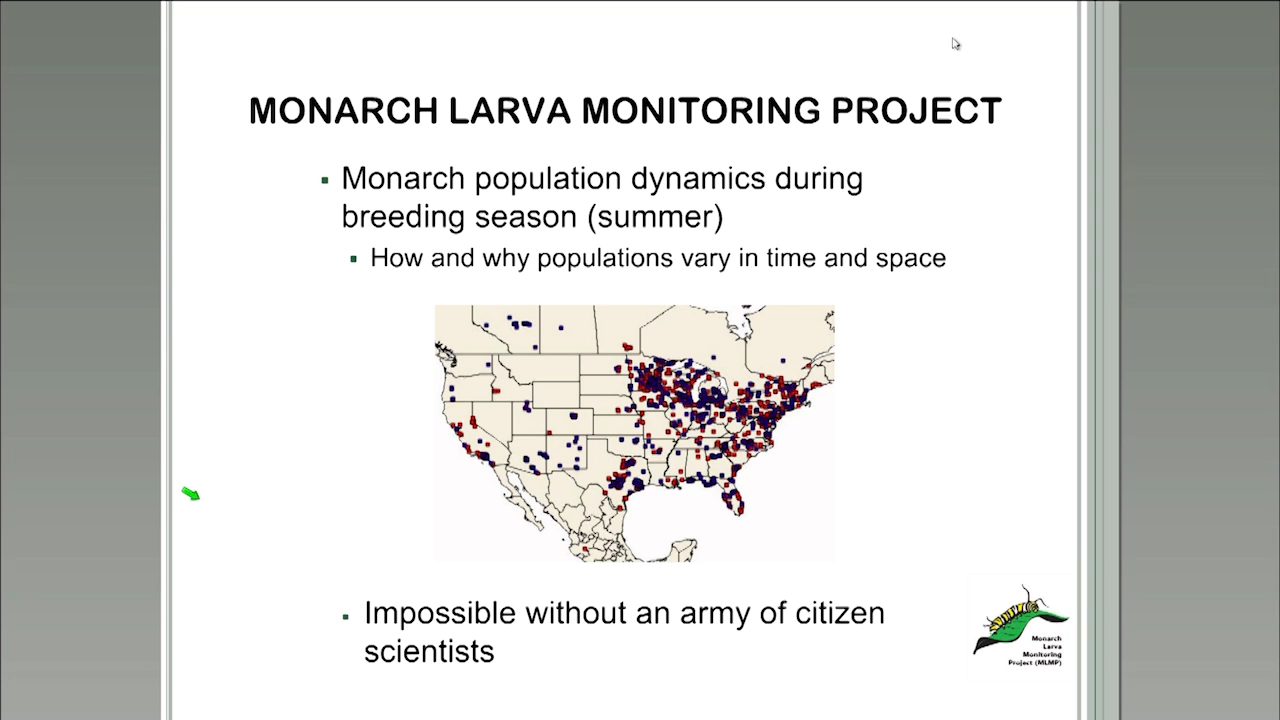 MONARCH LARVA MONITORING PROJECT
Monarch population dynamics during
breeding season (summer)
How and why populations vary in time and space
Impossible without an army of citizen
scientists
Monarch
Larva
Monitoring
Project (MLMP)